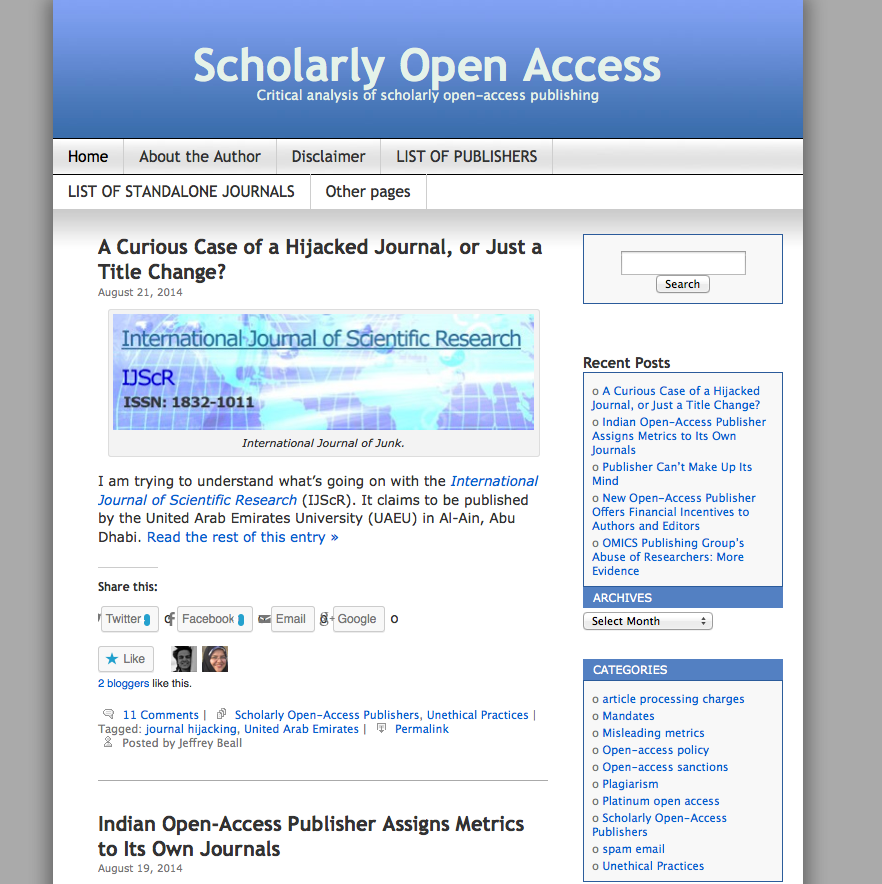 Scholarly Open Access
Critical analysis of scholarly open-access publishing
Home
About the Author
Disclaimer
LIST OF PUBLISHERS
LIST OF STANDALONE JOURNALS
Other pages
A Curious Case of a Hijacked Journal, or Just a
Title Change?
August 21, 2014
International Journal of Scientific Research
IJScR
ISSN: 1832-1011
International Journal of Junk.
I am trying to understand what's going on with the International
Journal of Scientific Research (IJScR). It claims to be published
by the United Arab Emirates University (UAEU) in Al-Ain, Abu
Dhabi. Read the rest of this entry »
Share this:
Twitter
Facebook
Email
Google
Like
2 bloggers like this.
11 Comments | Scholarly Open-Access Publishers, Unethical Practices |
Tagged: journal hijacking, United Arab Emirates | Permalink
Posted by Jeffrey Beall
Indian Open-Access Publisher Assigns Metrics
to Its Own Journals
August 19, 2014
Search
Recent Posts
o A Curious Case of a Hijacked
Journal, or Just a Title Change?
o Indian Open-Access Publisher
Assigns Metrics to Its Own
Journals
o Publisher Can't Make Up Its
Mind
o New Open-Access Publisher
Offers Financial Incentives to
Authors and Editors
o OMICS Publishing Group's
Abuse of Researchers: More
Evidence
ARCHIVES
Select Month
CATEGORIES
o article processing charges
o Mandates
o Misleading metrics
o Open-access policy
o Open-access sanctions
o Plagiarism
o Platinum open access
o Scholarly Open-Access
Publishers
o spam email
o Unethical Practices